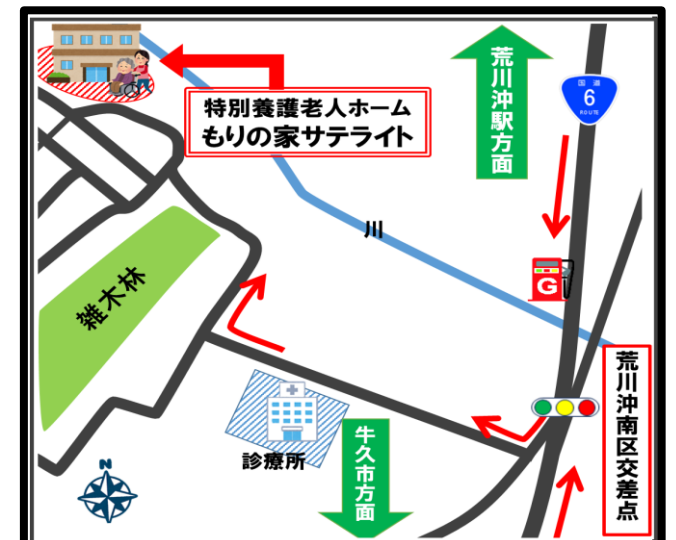 特別養護老人ホーム
もりの家サテライト
荒川沖駅方面
国道
6
ROUTE
川
G
雑木林
荒川沖南区交差点
診療所
牛久市方面
N